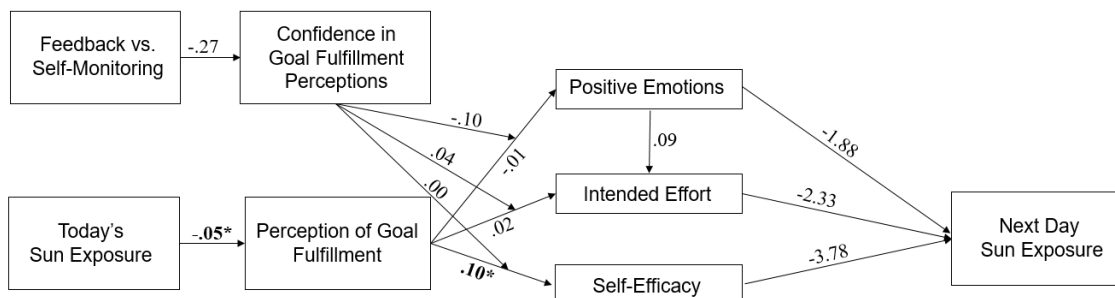 Feedback vs.
Self-Monitoring
-.27
Confidence in
Goal Fulfillment
Perceptions
Positive Emotions
-.10
-.01
.09
-1.88
.04
.00
Intended Effort
-2.33
.02
Today's
Sun Exposure
-.05*
Perception of Goal
Fulfillment
.10*
Self-Efficacy
-3.78
Next Day
Sun Exposure